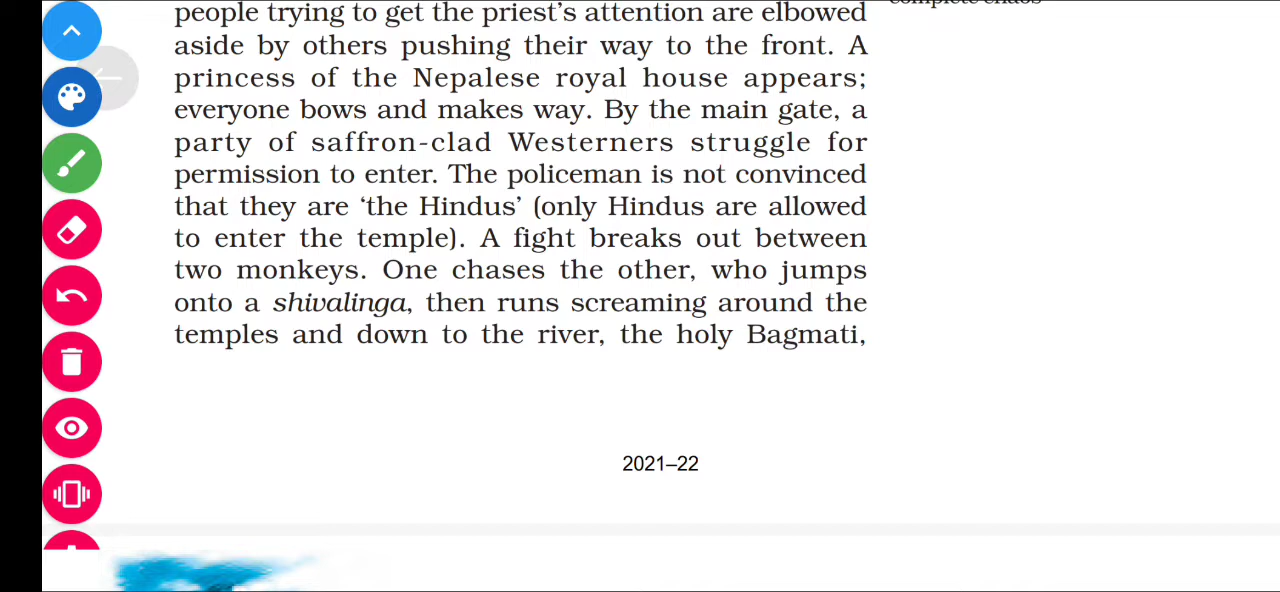 people trying to get the priest’s attention are elbowed
aside by others pushing their way to the front. A
princess of the Nepalese royal house appears;
everyone bows and makes way. By the main gate, a
party of saffron-clad Westerners struggle for
permission to enter. The policeman is not convinced
that they are ‘the Hindus’ (only Hindus are allowed
to enter the temple). A fight breaks out between
two monkeys. One chases the other, who jumps
onto a shivalinga, then runs screaming around the
temples and down to the river, the holy Bagmati,
complete chaos
2021–22